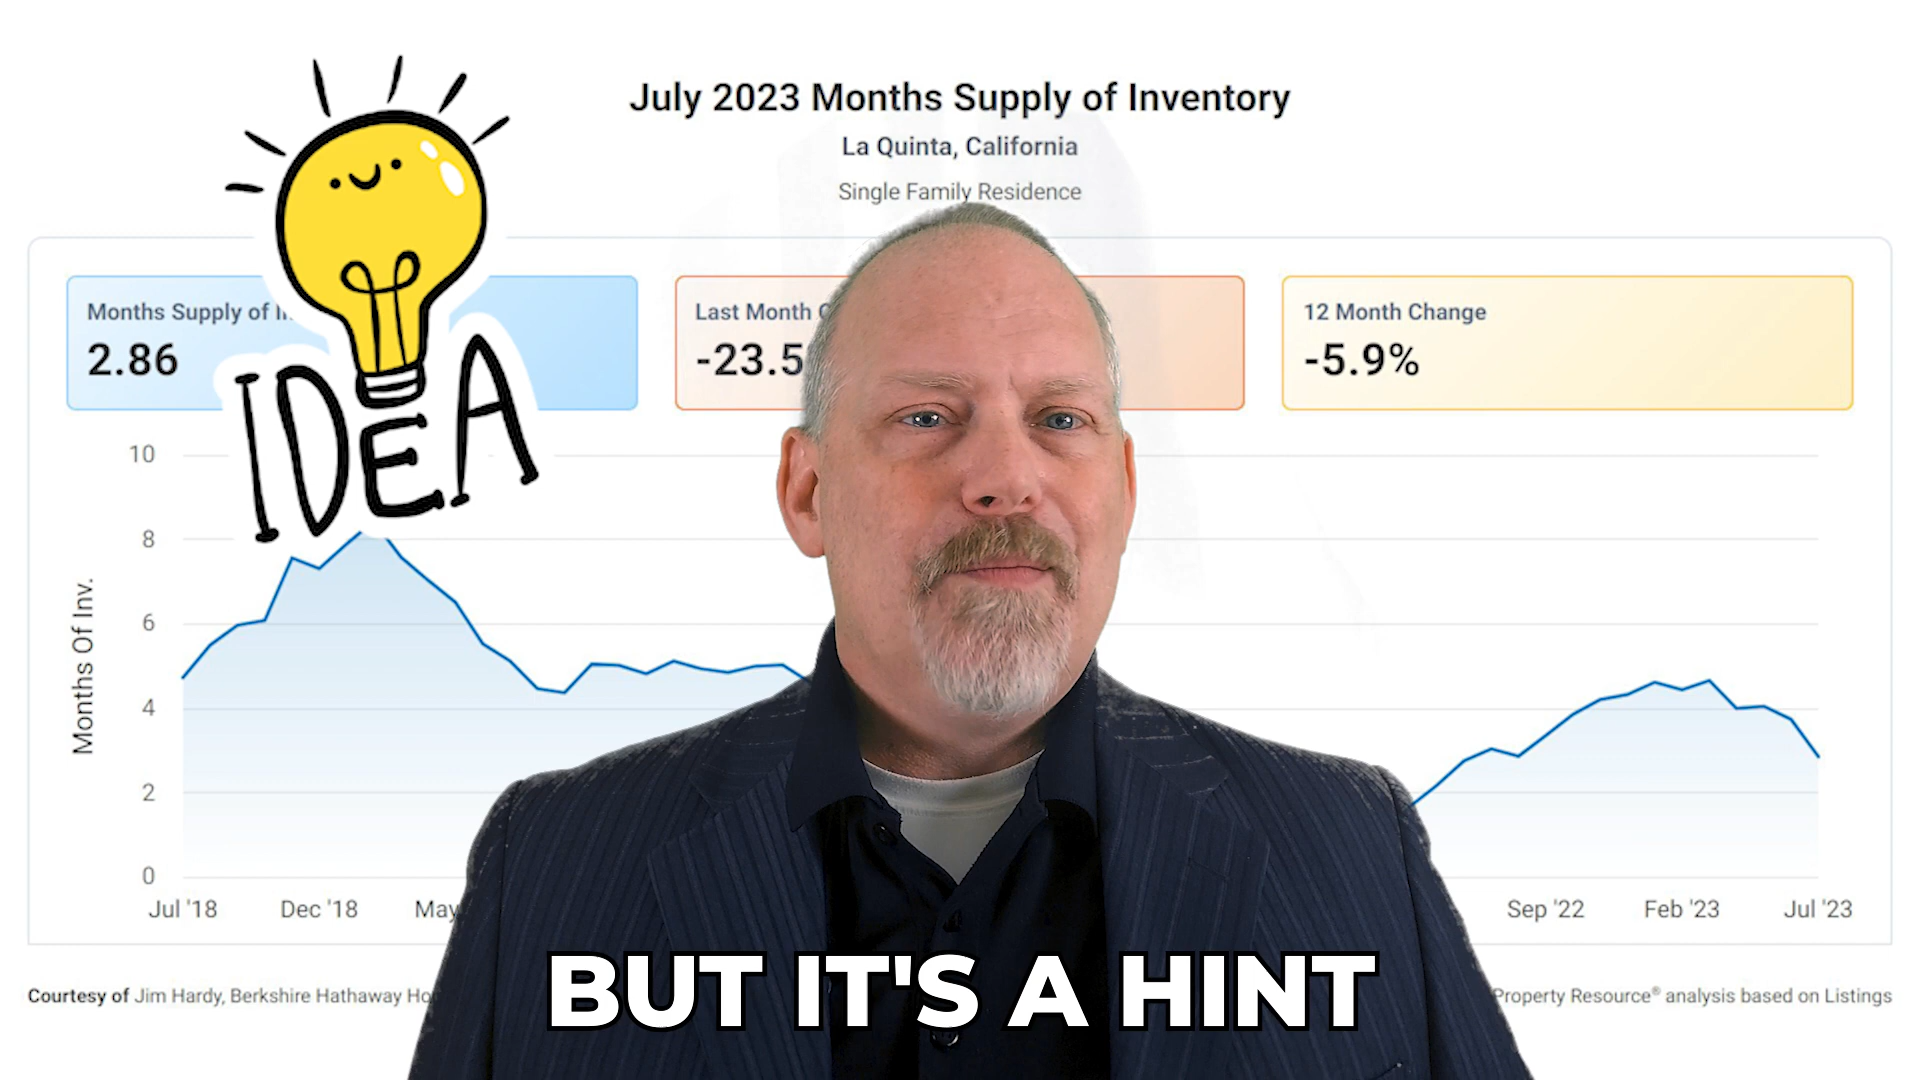 July 2023 Months Supply of Inventory
La Quinta, California
Single Family Residence
IDEA
Months Supply of
2.86
Last Month
-23.5
12 Month Change
-5.9%
Months Of Inv.
10
8
6
4
2
0
Jul '18
Dec '18
May
Sep '22
Feb '23
Jul '23
Courtesy of Jim Hardy, Berkshire Hathaway
Property Resource® analysis based on Listings
BUT IT'S A HINT